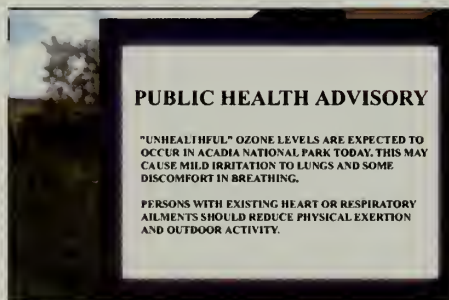 PUBLIC HEALTH ADVISORY
"UNHEALTHFUL" OZONE LEVELS ARE EXPECTED TO
OCCUR IN ACADIA NATIONAL PARK TODAY. THIS MAY
CAUSE MILD IRRITATION TO LUNGS AND SOME
DISCOMFORT IN BREATHING.
PERSONS WITH EXISTING HEART OR RESPIRATORY
AILMENTS SHOULD REDUCE PHYSICAL EXERTION
AND OUTDOOR ACTIVITY.